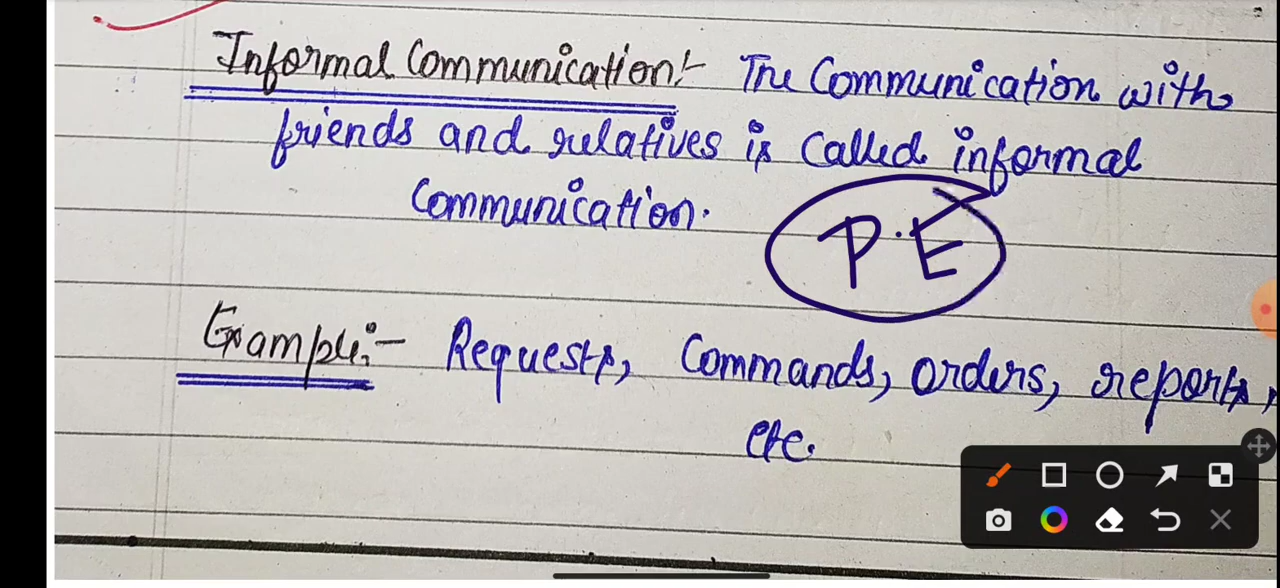 Informal Communication:- The Communication with
friends and relatives is called informal
Communication.
P.E
Example:- Requests, Commands, orders, reports,
etc.